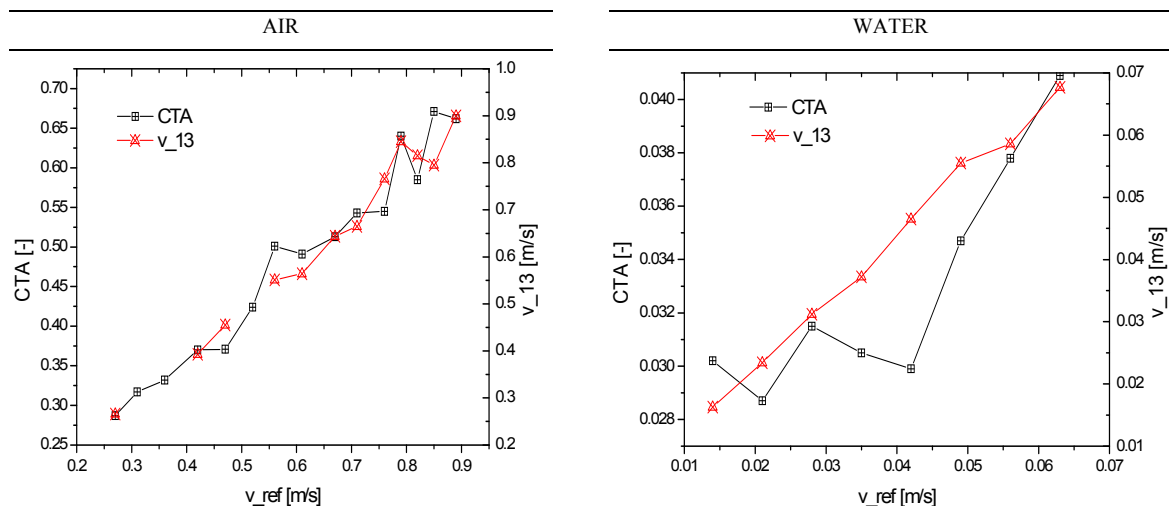 AIR
WATER
CTA
v_13
0.70
0.65
0.60
0.55
0.50
0.45
0.40
0.35
0.30
0.25
CTA [-]
1.0
0.9
0.8
0.7
0.6
0.5
0.4
0.3
0.2
v_13 [m/s]
0.2 0.3 0.4 0.5 0.6 0.7 0.8 0.9
v_ref [m/s]
CTA
v_13
0.040
0.038
0.036
0.034
0.032
0.030
0.028
CTA [-]
0.07
0.06
0.05
0.04
0.03
0.02
0.01
v_13 [m/s]
0.01 0.02 0.03 0.04 0.05 0.06 0.07
v_ref [m/s]